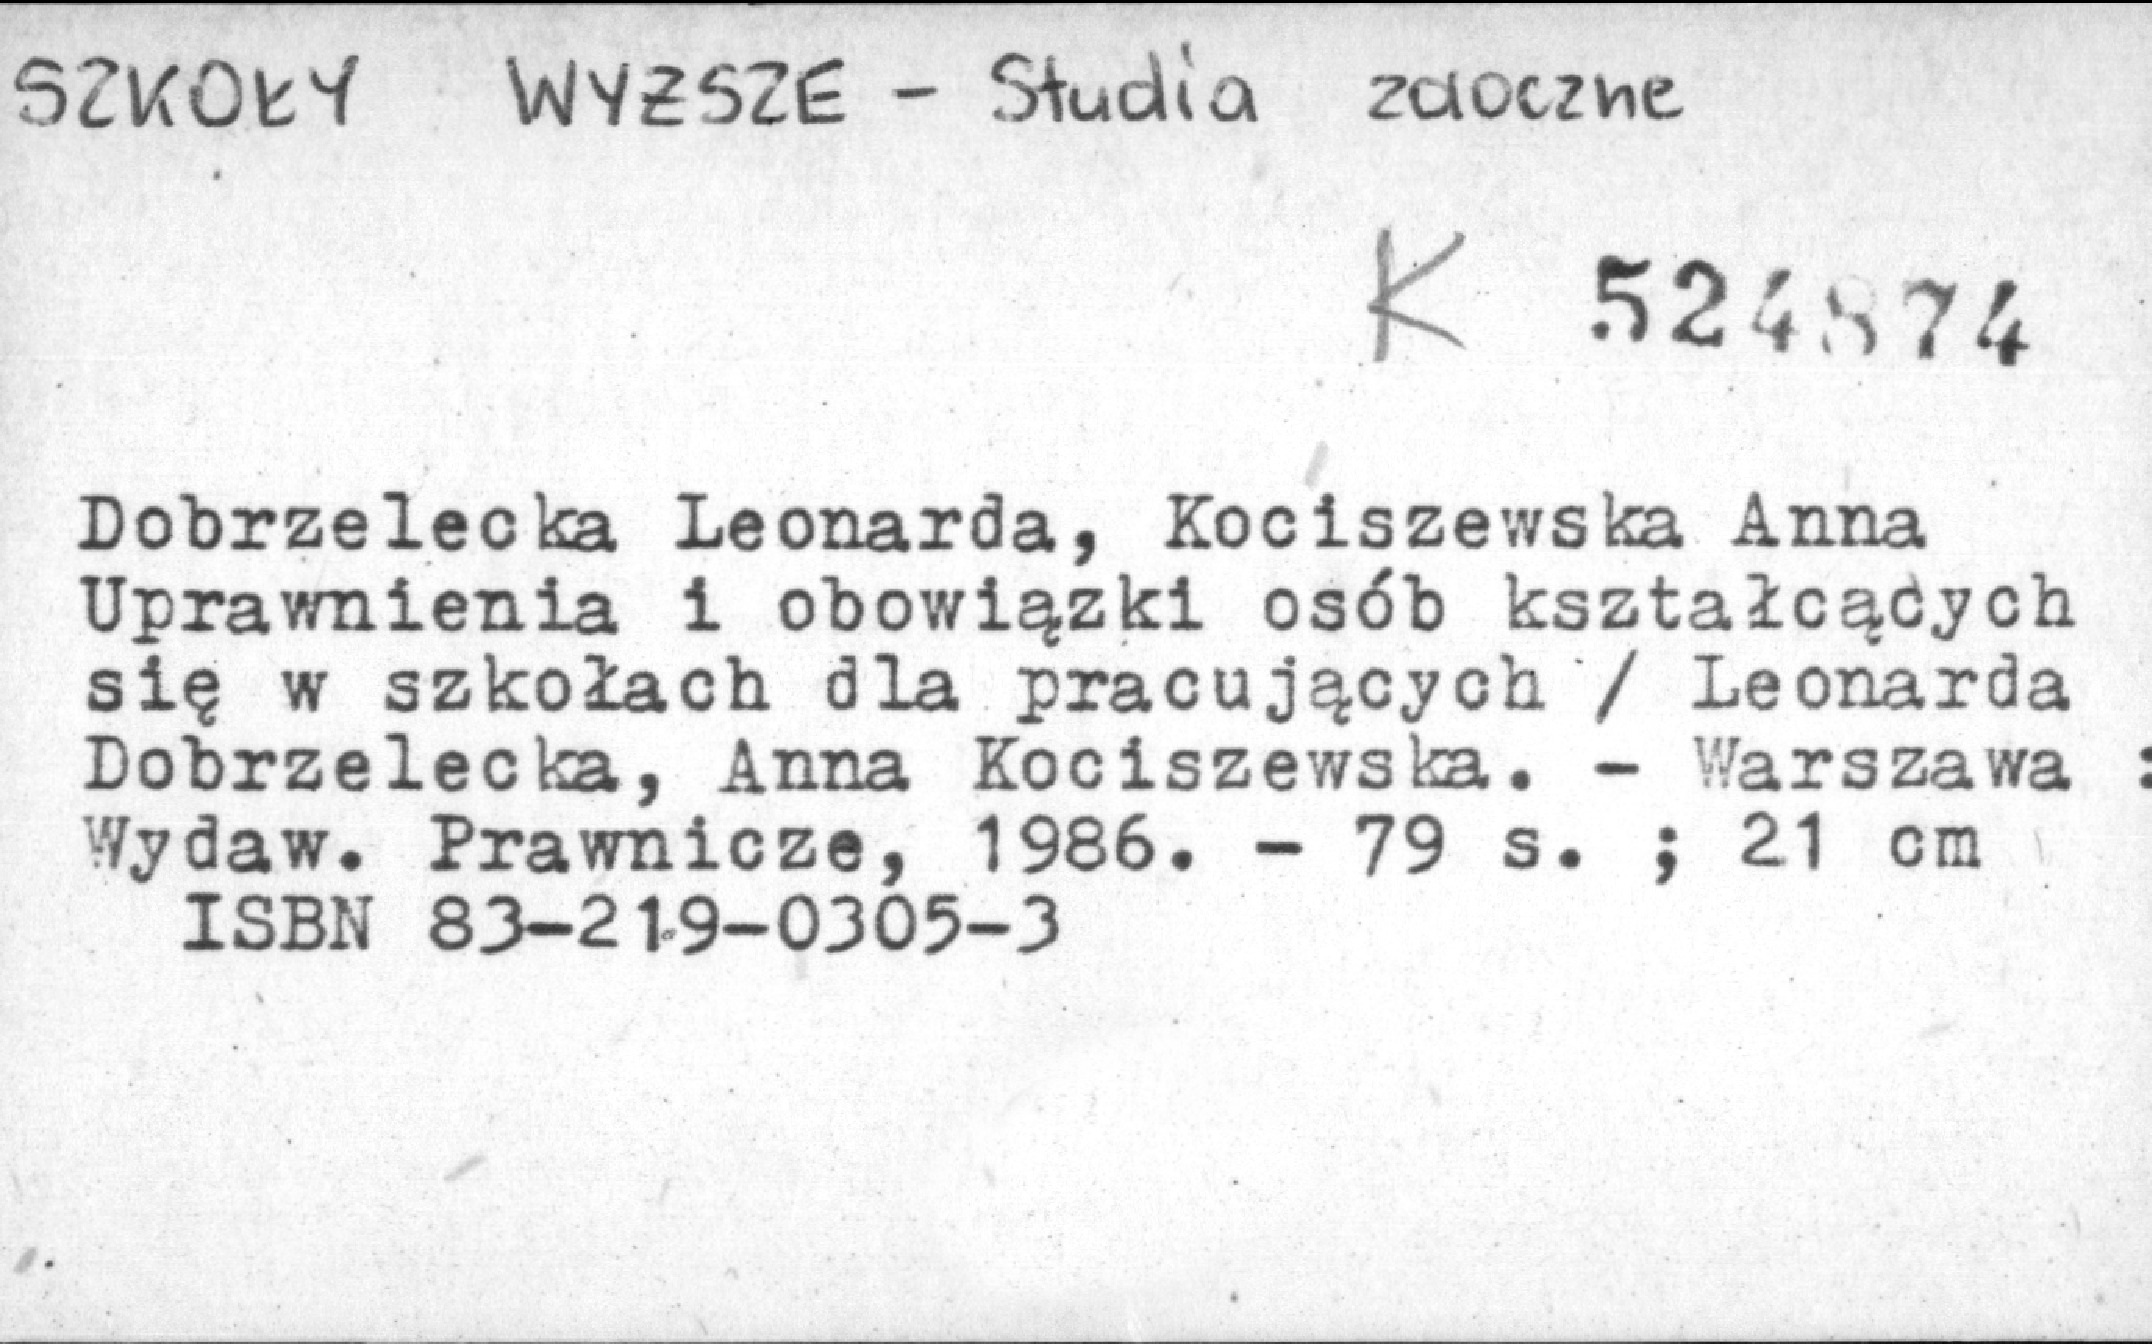 SZKOŁY WYŻSZE - Studia zaoczne
K 524874
Dobrzelecka Leonarda, Kociszewska Anna
Uprawnienia i obowiązki osób kształcących
się w szkołach dla pracujących / Leonarda
Dobrzelecka, Anna Kociszewska. - Warszawa :
Wydaw. Prawnicze, 1986. - 79 s. ; 21 cm
ISBN 83-219-0305-3